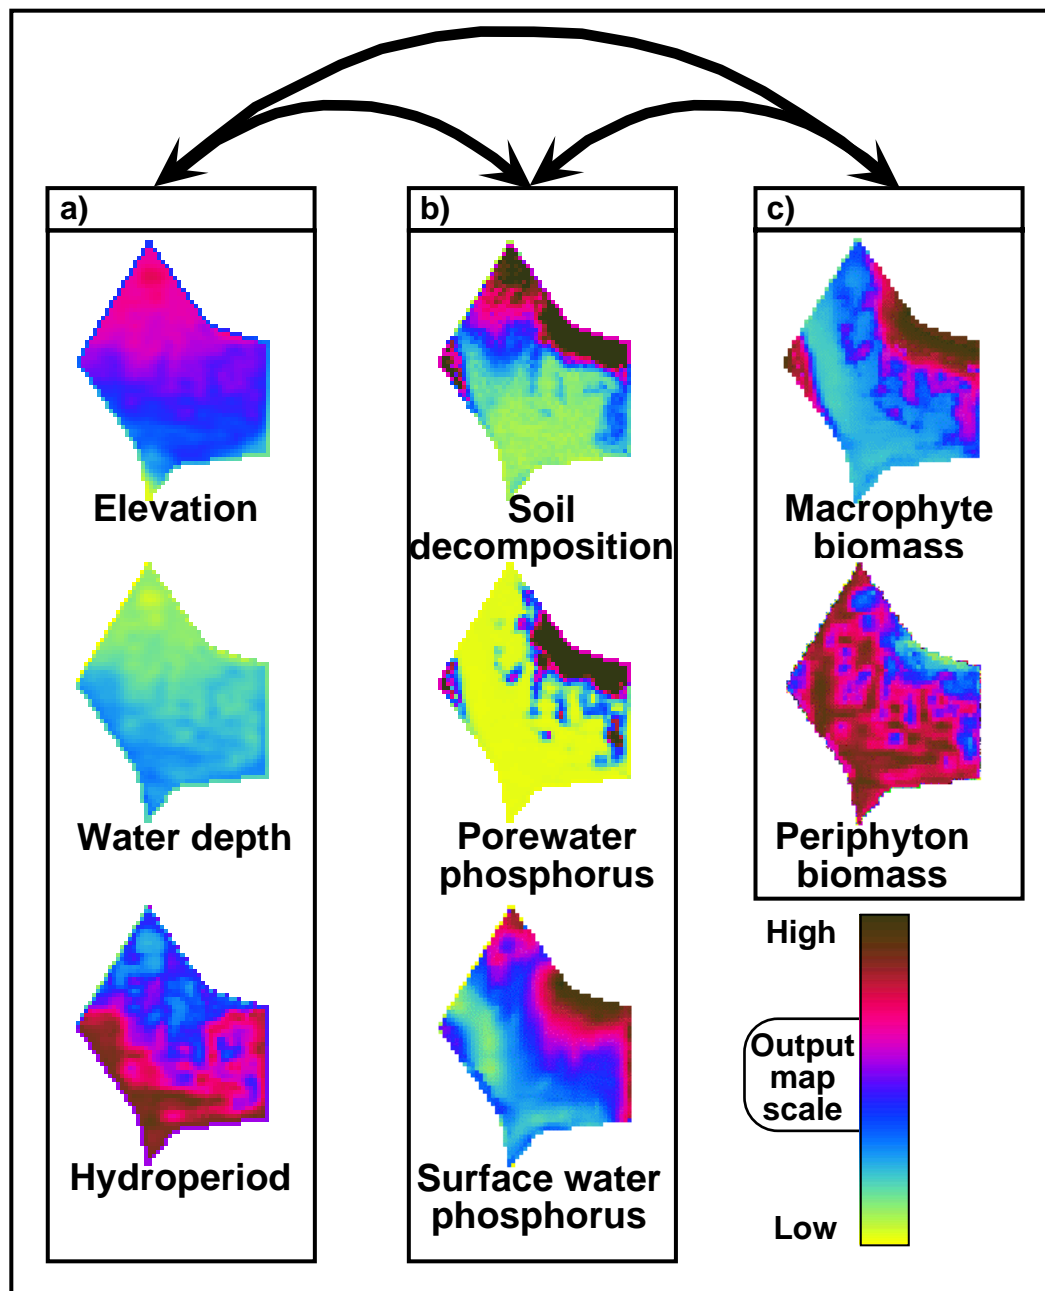 a)
Elevation
Water depth
Hydroperiod
b)
Soil
decomposition
Porewater
phosphorus
Surface water
phosphorus
c)
Macrophyte
biomass
Periphyton
biomass
High
Output
map
scale
Low